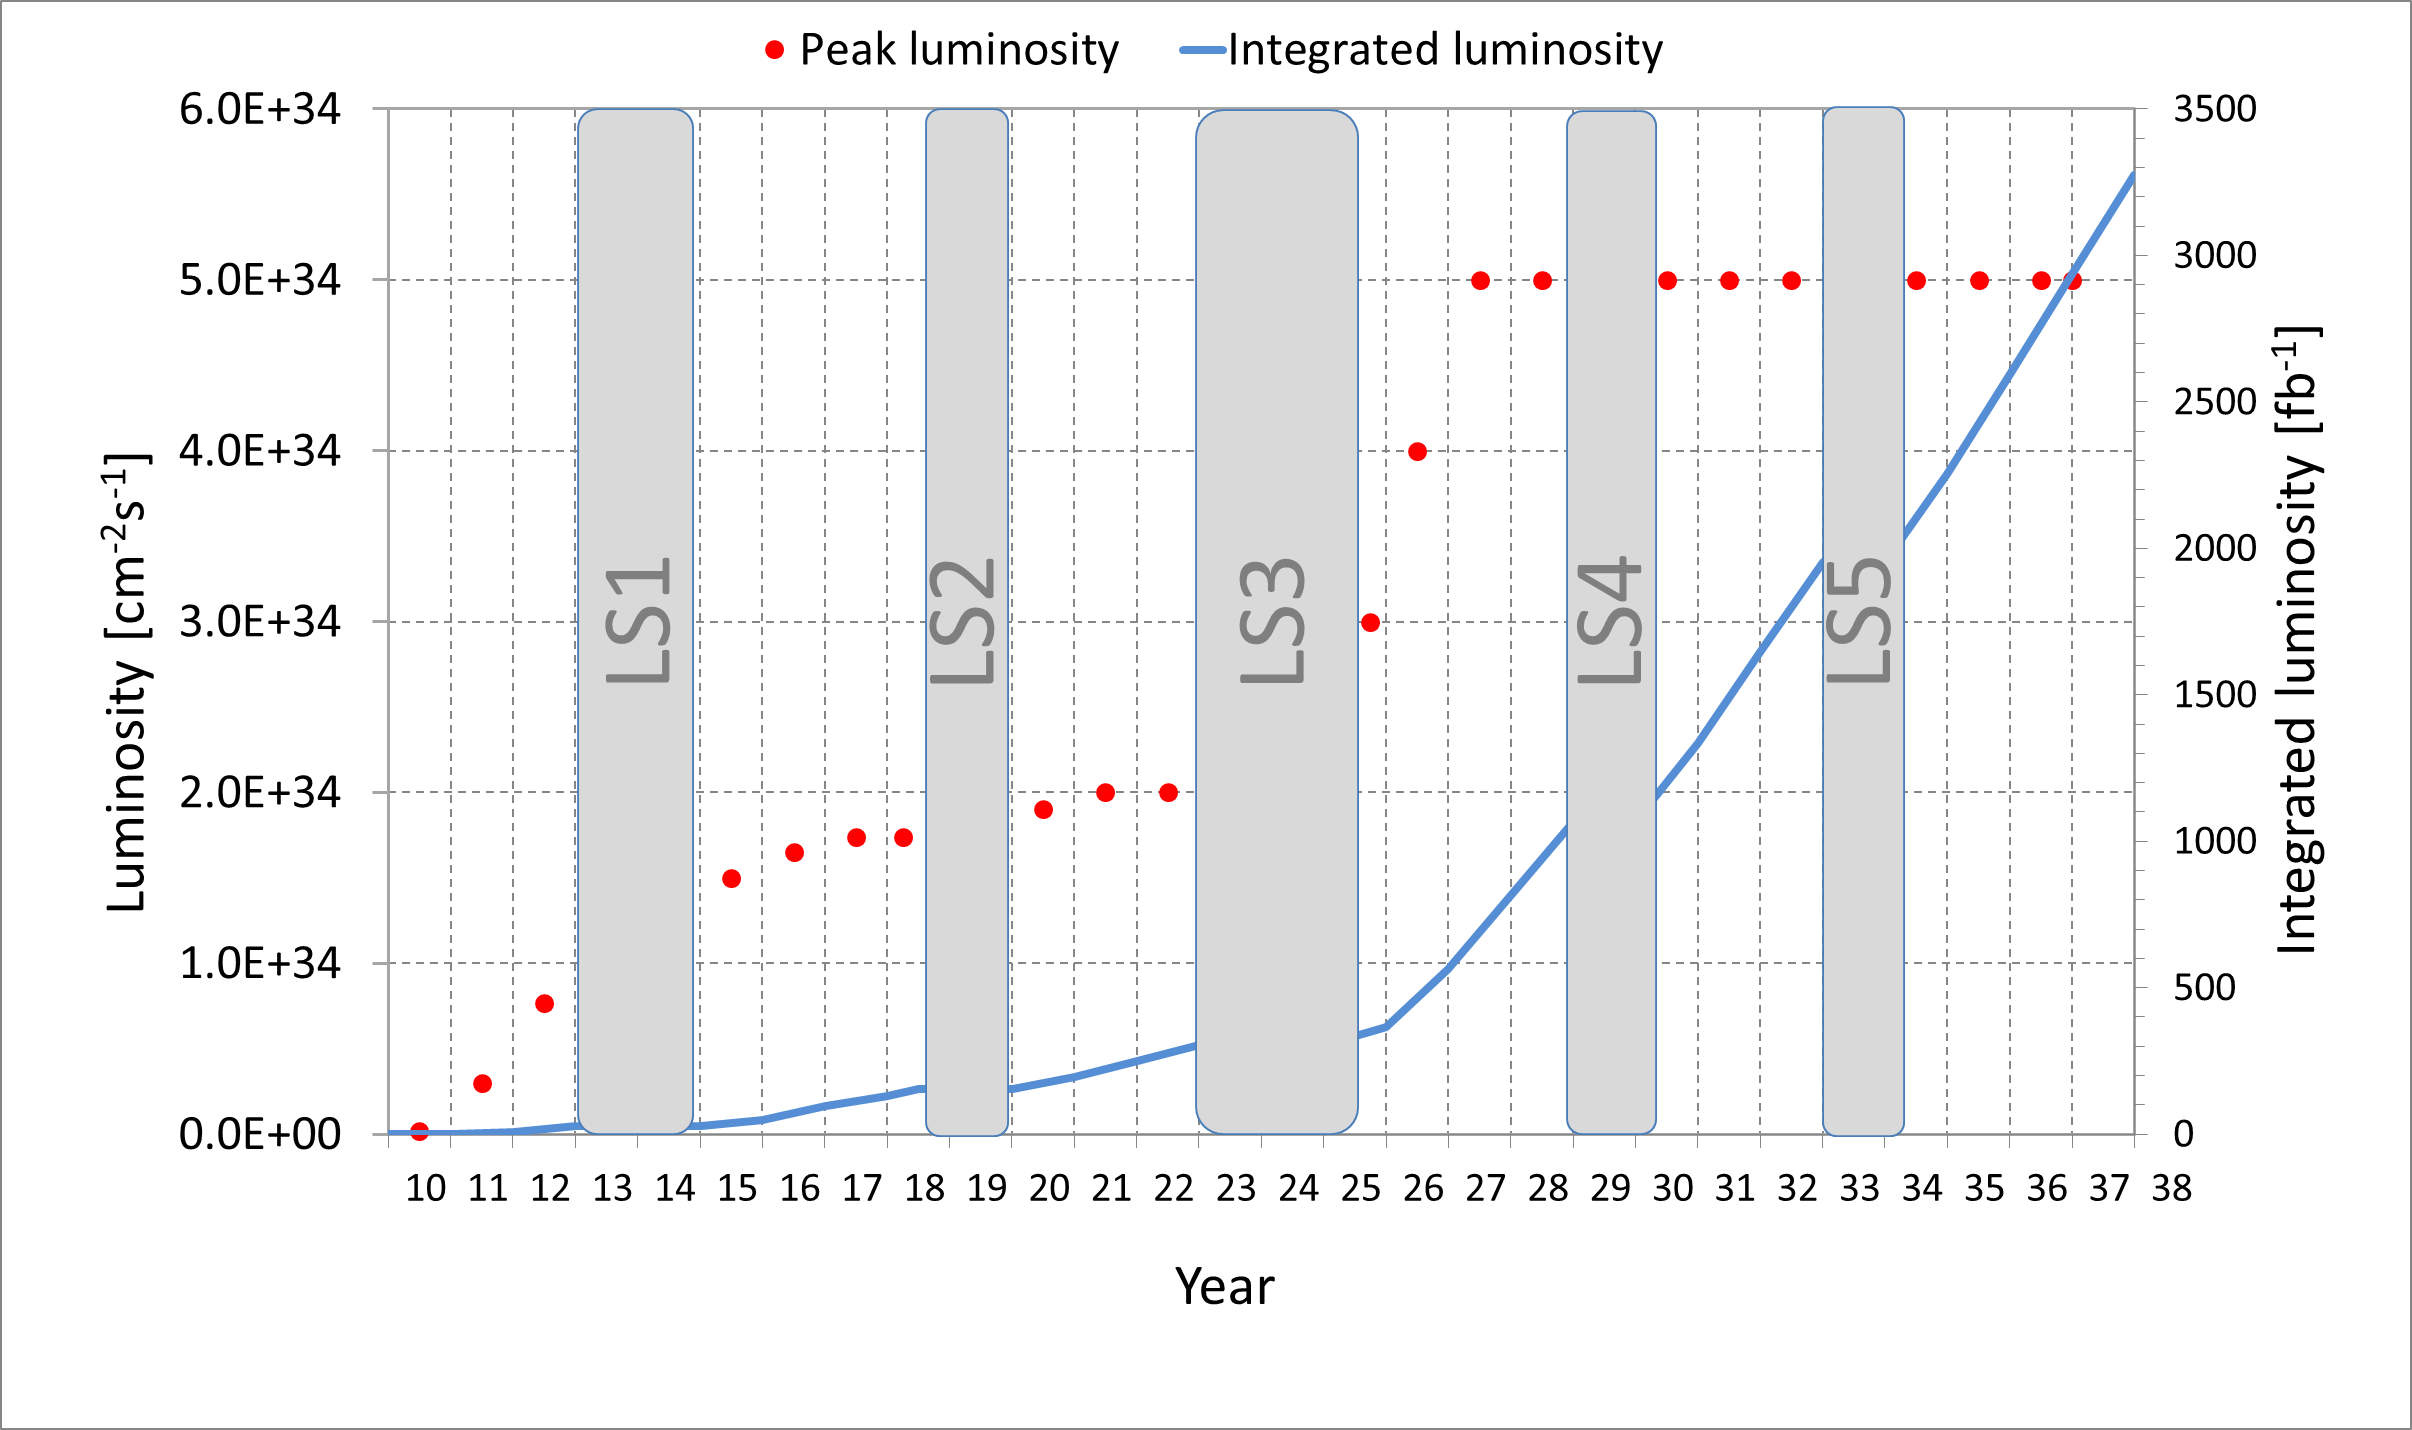 Peak luminosity
Integrated luminosity
6.0E+34
5.0E+34
4.0E+34
3.0E+34
2.0E+34
1.0E+34
0.0E+00
Luminosity [cm⁻²s⁻¹]
LS1
LS2
LS3
LS4
LS5
3500
3000
2500
2000
1500
1000
500
0
Integrated luminosity [fb⁻¹]
10 11 12 13 14 15 16 17 18 19 20 21 22 23 24 25 26 27 28 29 30 31 32 33 34 35 36 37 38
Year